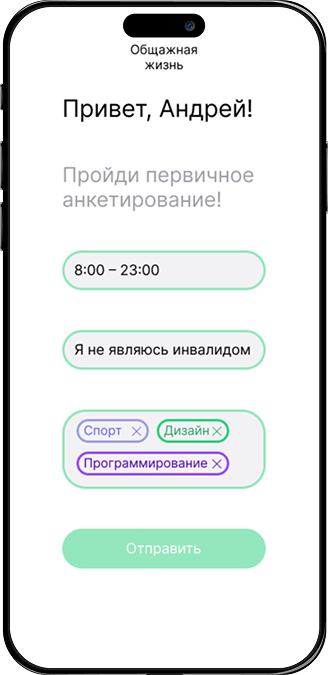 Общажная
жизнь
Привет, Андрей!
Пройди первичное
анкетирование!
8:00 – 23:00
Я не являюсь инвалидом
Спорт
Дизайн
Программирование
Отправить